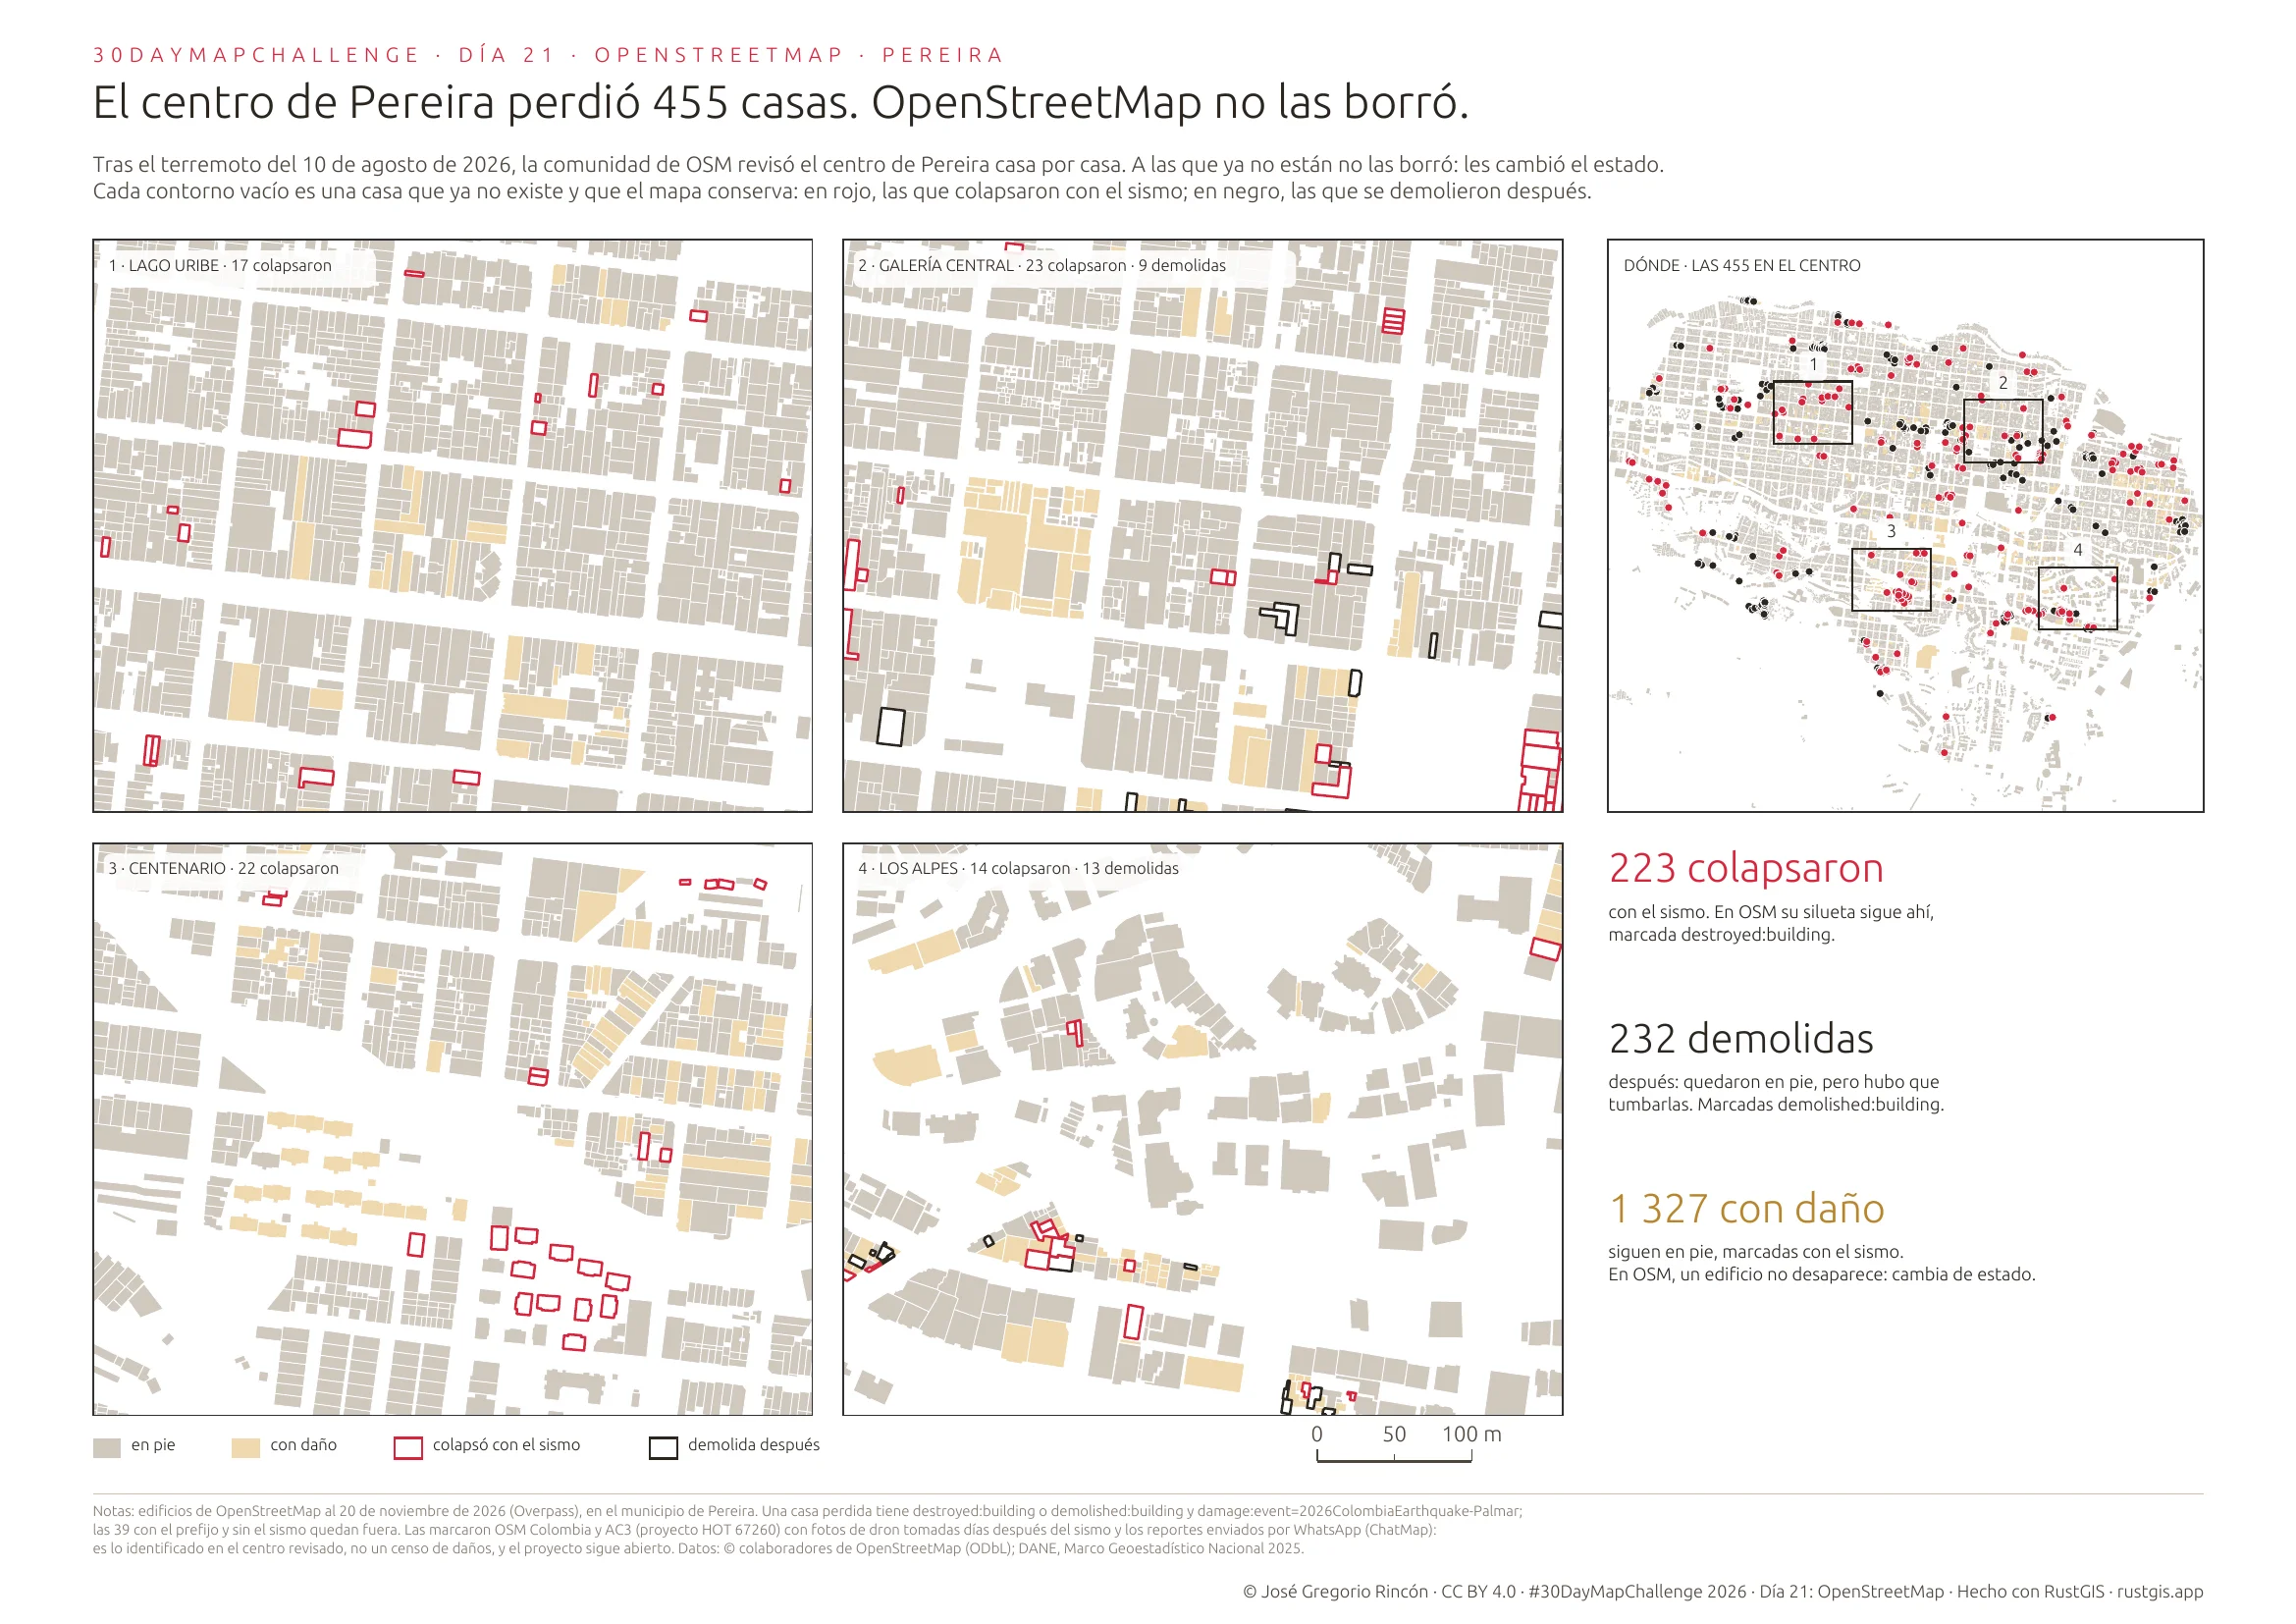 30DAYMAPCHALLENGE · DÍA 21 · OPENSTREETMAP · PEREIRA
El centro de Pereira perdió 455 casas. OpenStreetMap no las borró.
Tras el terremoto del 10 de agosto de 2026, la comunidad de OSM revisó el centro de Pereira casa por casa. A las que ya no están no las borró: les cambió el estado.
Cada contorno vacío es una casa que ya no existe y que el mapa conserva: en rojo, las que colapsaron con el sismo; en negro, las que se demolieron después.
1 · LAGO URIBE · 17 colapsaron
2 · GALERÍA CENTRAL · 23 colapsaron · 9 demolidas
DÓNDE · LAS 455 EN EL CENTRO
1
2
3
4
3 · CENTENARIO · 22 colapsaron
4 · LOS ALPES · 14 colapsaron · 13 demolidas
223 colapsaron
con el sismo. En OSM su silueta sigue ahí,
marcada destroyed:building.
232 demolidas
después: quedaron en pie, pero hubo que
tumbarlas. Marcadas demolished:building.
1 327 con daño
siguen en pie, marcadas con el sismo.
En OSM, un edificio no desaparece: cambia de estado.
en pie
con daño
colapsó con el sismo
demolida después
0 50 100 m
Notas: edificios de OpenStreetMap al 20 de noviembre de 2026 (Overpass), en el municipio de Pereira. Una casa perdida tiene destroyed:building o demolished:building y damage:event=2026ColombiaEarthquake-Palmar;
las 39 con el prefijo y sin el sismo quedan fuera. Las marcaron OSM Colombia y AC3 (proyecto HOT 67260) con fotos de dron tomadas días después del sismo y los reportes enviados por WhatsApp (ChatMap):
es lo identificado en el centro revisado, no un censo de daños, y el proyecto sigue abierto. Datos: © colaboradores de OpenStreetMap (ODbL); DANE, Marco Geoestadístico Nacional 2025.
© José Gregorio Rincón · CC BY 4.0 · #30DayMapChallenge 2026 · Día 21: OpenStreetMap · Hecho con RustGIS · rustgis.app